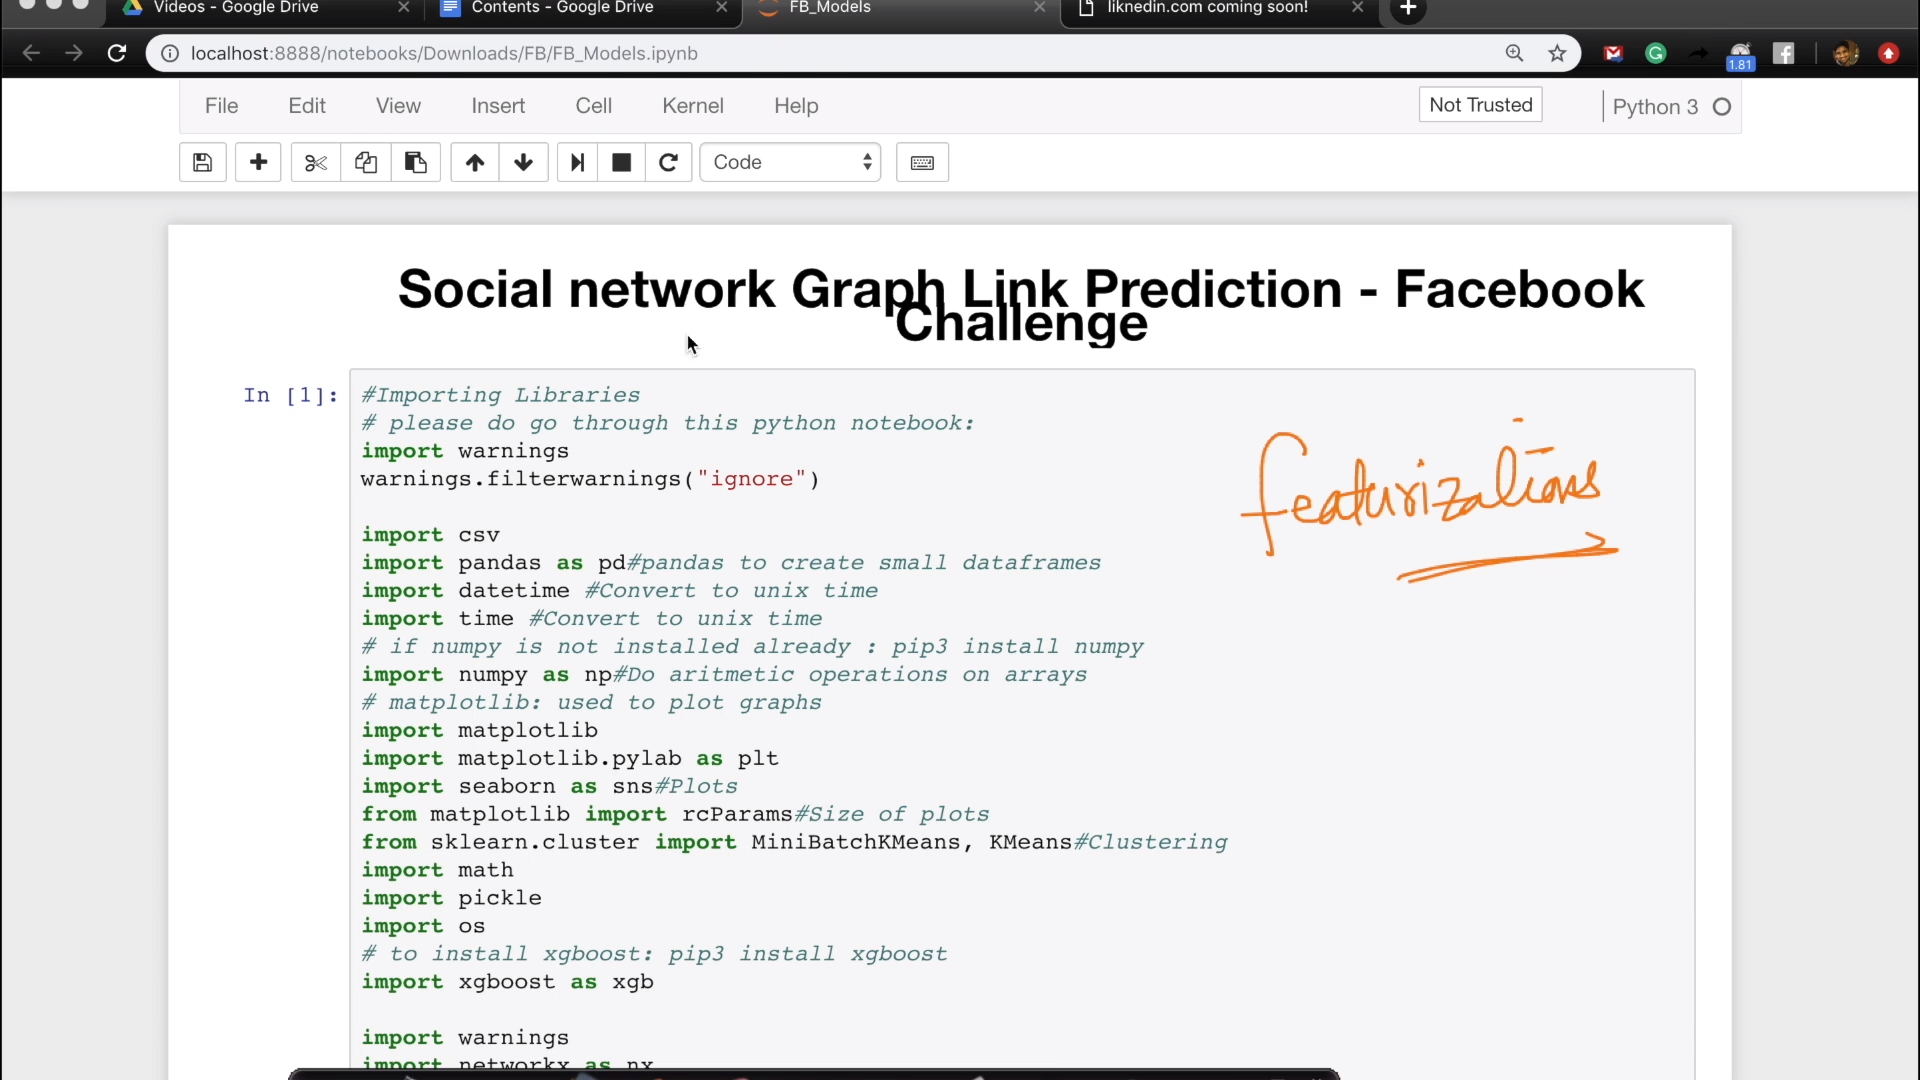 Videos - Google Drive
Contents - Google Drive
FB_Models
liknedin.com coming soon!
localhost:8888/notebooks/Downloads/FB/FB_Models.ipynb
1.81
File Edit View Insert Cell Kernel Help
Not Trusted
Python 3
Code
Social network Graph Link Prediction - Facebook
Challenge
In [1]:
#Importing Libraries
# please do go through this python notebook:
import warnings
warnings.filterwarnings("ignore")
import csv
import pandas as pd#pandas to create small dataframes
import datetime #Convert to unix time
import time #Convert to unix time
# if numpy is not installed already : pip3 install numpy
import numpy as np#Do aritmetic operations on arrays
# matplotlib: used to plot graphs
import matplotlib
import matplotlib.pylab as plt
import seaborn as sns#Plots
from matplotlib import rcParams#Size of plots
from sklearn.cluster import MiniBatchKMeans, KMeans#Clustering
import math
import pickle
import os
# to install xgboost: pip3 install xgboost
import xgboost as xgb
import warnings
import networkx as nx
featurizations